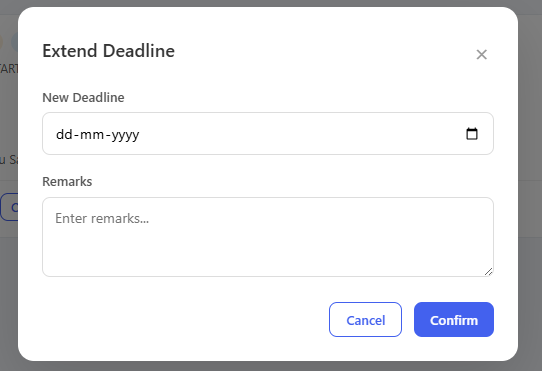 Extend Deadline
New Deadline
dd-mm-yyyy
Remarks
Enter remarks...
Cancel
Confirm